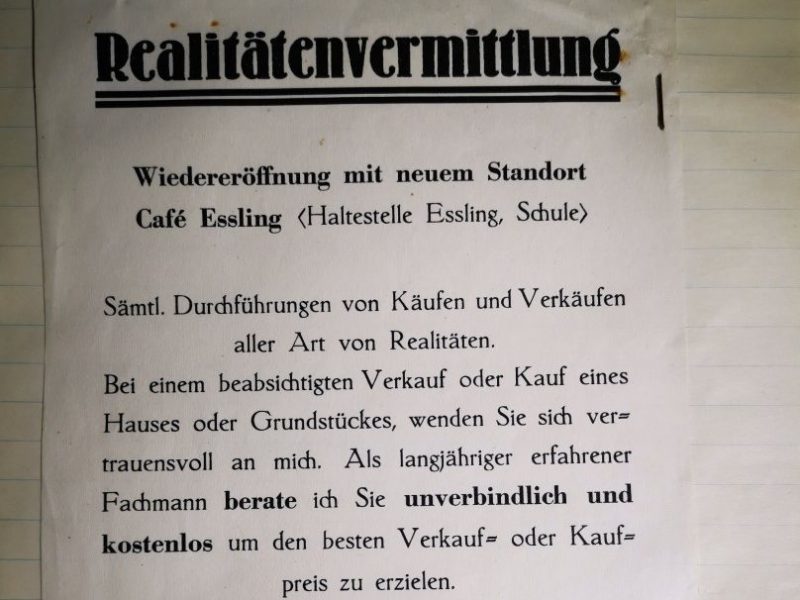 Realitätenvermittlung
Wiedereröffnung mit neuem Standort
Café Essling (Haltestelle Essling, Schule)
Sämtl. Durchführungen von Käufen und Verkäufen
aller Art von Realitäten.
Bei einem beabsichtigten Verkauf oder Kauf eines
Hauses oder Grundstückes, wenden Sie sich ver=
trauensvoll an mich. Als langjähriger erfahrener
Fachmann berate ich Sie unverbindlich und
kostenlos um den besten Verkauf= oder Kauf=
preis zu erzielen.